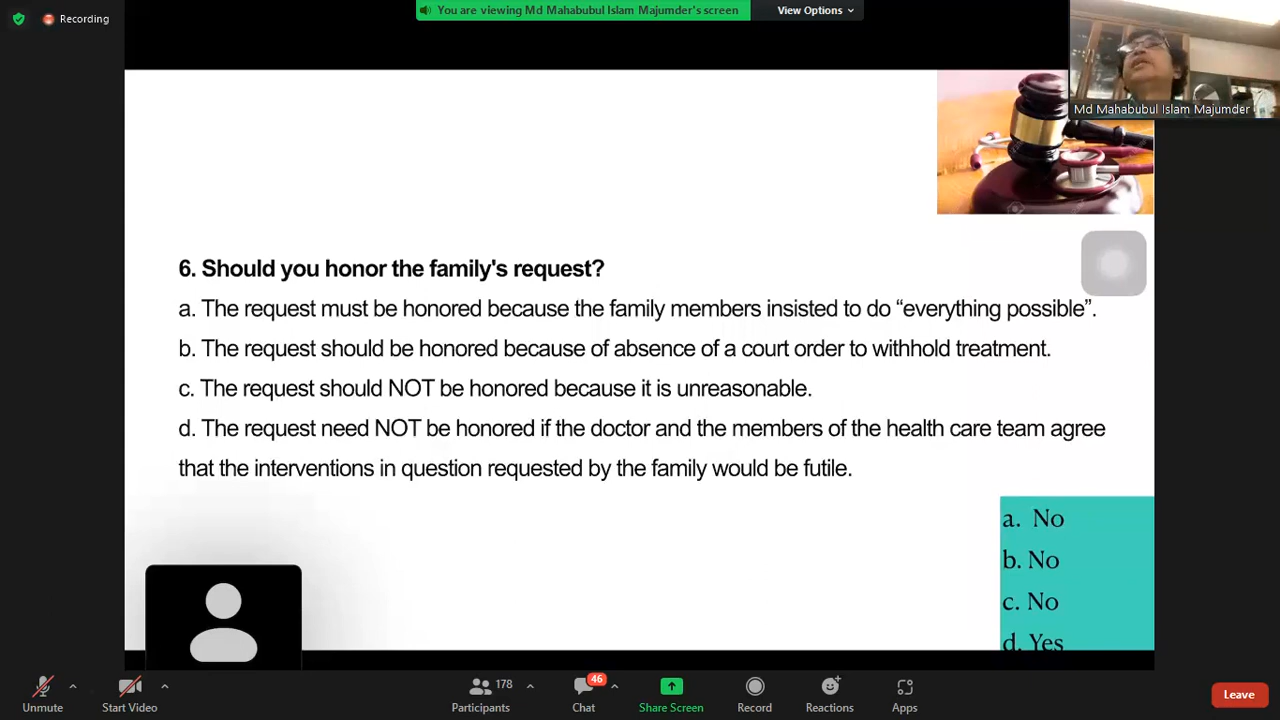 Recording
You are viewing Md Mahabubul Islam Majumder's screen
View Options
Md Mahabubul Islam Majumder
6. Should you honor the family's request?
a. The request must be honored because the family members insisted to do “everything possible”.
b. The request should be honored because of absence of a court order to withhold treatment.
c. The request should NOT be honored because it is unreasonable.
d. The request need NOT be honored if the doctor and the members of the health care team agree
that the interventions in question requested by the family would be futile.
a. No
b. No
c. No
d. Yes
Unmute
Start Video
178
Participants
46
Chat
Share Screen
Record
Reactions
Apps
Leave